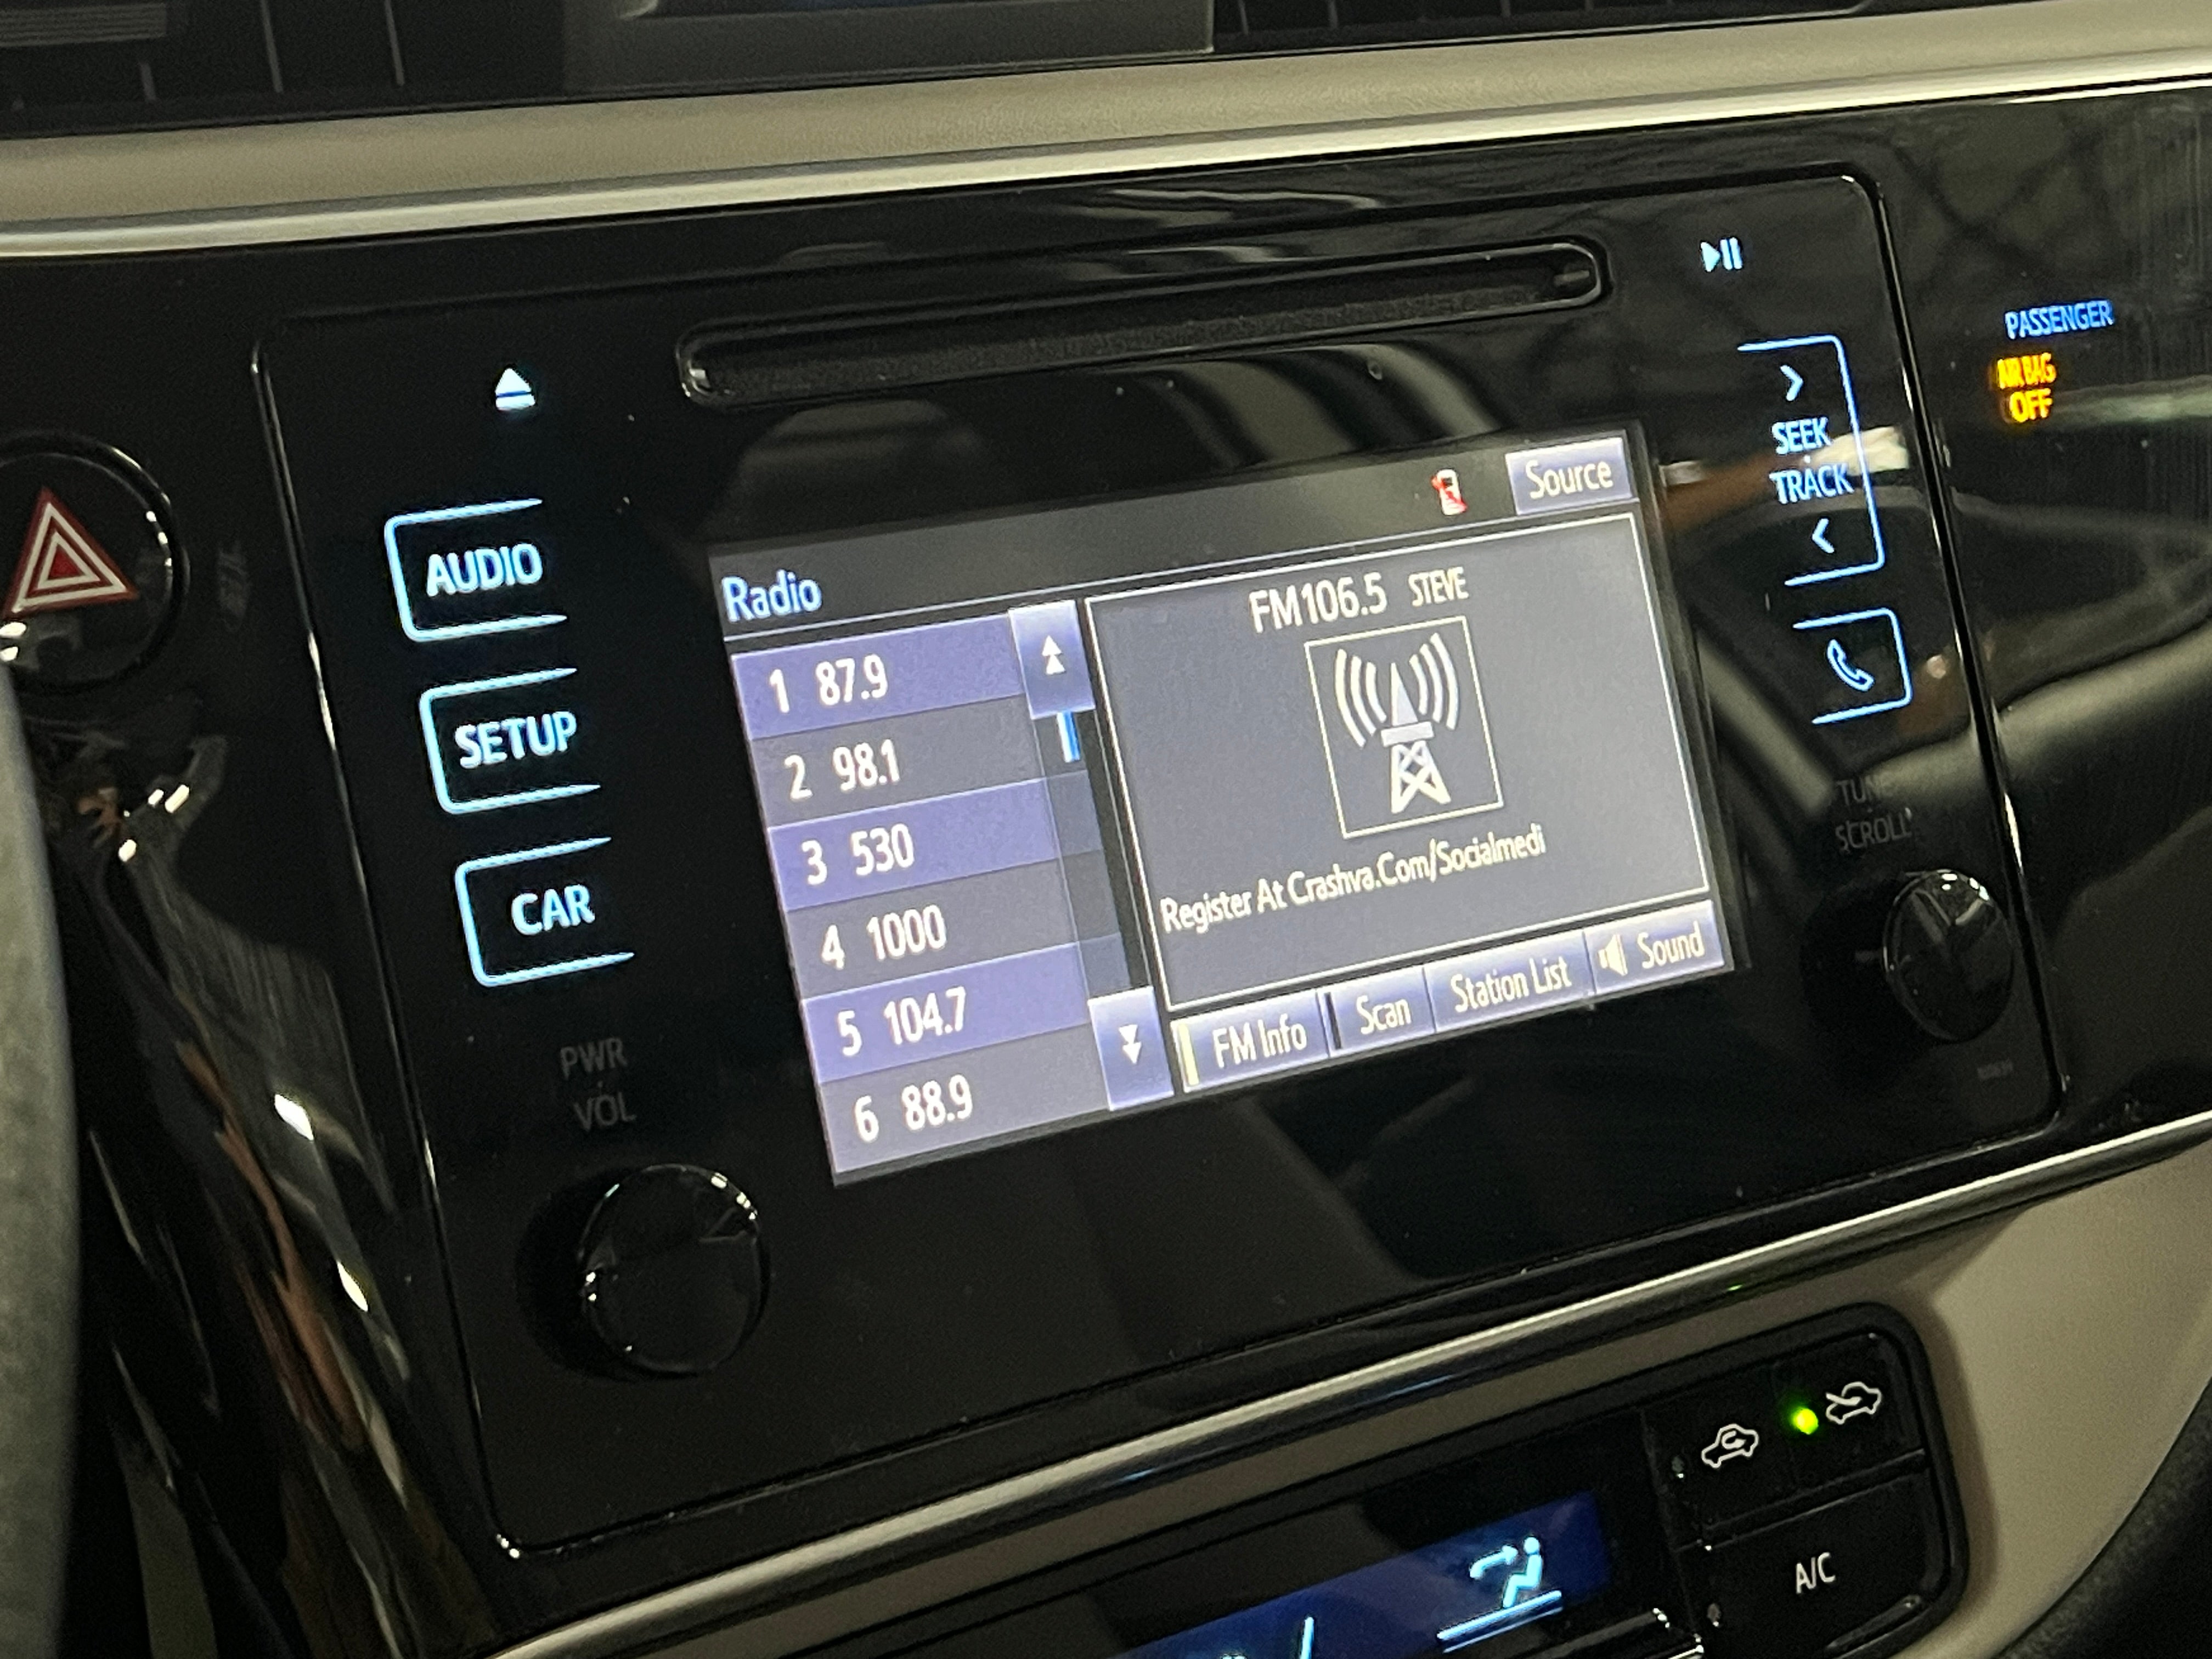 PASSENGER
AIR BAG
OFF
SEEK
TRACK
AUDIO
SETUP
CAR
PWR
VOL
TUNE
SCROLL
Source
Radio
1 87.9
2 98.1
3 530
4 1000
5 104.7
6 88.9
FM106.5 STEVE
Register At Crashva.Com/Socialmedi
FM Info
Scan
Station List
Sound
A/C